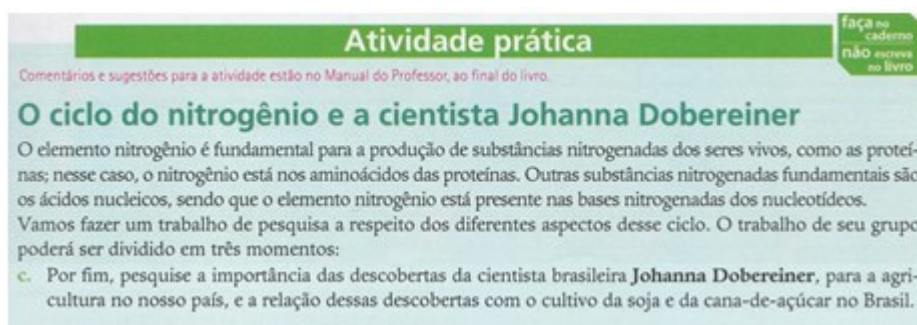 Atividade prática
faça no
caderno
não escreva
no livro
Comentários e sugestões para a atividade estão no Manual do Professor, ao final do livro.
O ciclo do nitrogênio e a cientista Johanna Dobereiner
O elemento nitrogênio é fundamental para a produção de substâncias nitrogenadas dos seres vivos, como as proteí-
nas; nesse caso, o nitrogênio está nos aminoácidos das proteínas. Outras substâncias nitrogenadas fundamentais são
os ácidos nucleicos, sendo que o elemento nitrogênio está presente nas bases nitrogenadas dos nucleotídeos.
Vamos fazer um trabalho de pesquisa a respeito dos diferentes aspectos desse ciclo. O trabalho de seu grupo
poderá ser dividido em três momentos:
c. Por fim, pesquise a importância das descobertas da cientista brasileira Johanna Dobereiner, para a agri-
cultura no nosso país, e a relação dessas descobertas com o cultivo da soja e da cana-de-açúcar no Brasil.